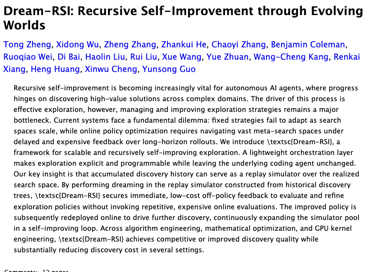 Dream-RSI: Recursive Self-Improvement through Evolving
Worlds
Tong Zheng, Xidong Wu, Zheng Zhang, Zhankui He, Chaoyi Zhang, Benjamin Coleman,
Ruoqiao Wei, Di Bai, Haolin Liu, Rui Liu, Xue Wang, Yue Zhuan, Wang-Cheng Kang, Renkai
Xiang, Heng Huang, Xinwu Cheng, Yunsong Guo
Recursive self-improvement is becoming increasingly vital for autonomous AI agents, where progress
hinges on discovering high-value solutions across complex domains. The driver of this process is
effective exploration, however, managing and improving exploration strategies remains a major
bottleneck. Current systems face a fundamental dilemma: fixed strategies fail to adapt as search
spaces scale, while online policy optimization requires navigating vast meta-search spaces under
delayed and expensive feedback over long-horizon rollouts. We introduce \textsc{Dream-RSI}, a
framework for scalable and recursively self-improving exploration. A lightweight orchestration layer
makes exploration explicit and programmable while leaving the underlying coding agent unchanged.
Our key insight is that accumulated discovery history can serve as a replay simulator over the realized
search space. By performing dreaming in the replay simulator constructed from historical discovery
trees, \textsc{Dream-RSI} secures immediate, low-cost off-policy feedback to evaluate and refine
exploration policies without invoking repetitive, expensive online evaluations. The improved policy is
subsequently redeployed online to drive further discovery, continuously expanding the simulator pool
in a self-improving loop. Across algorithm engineering, mathematical optimization, and GPU kernel
engineering, \textsc{Dream-RSI} achieves competitive or improved discovery quality while
substantially reducing discovery cost in several settings.